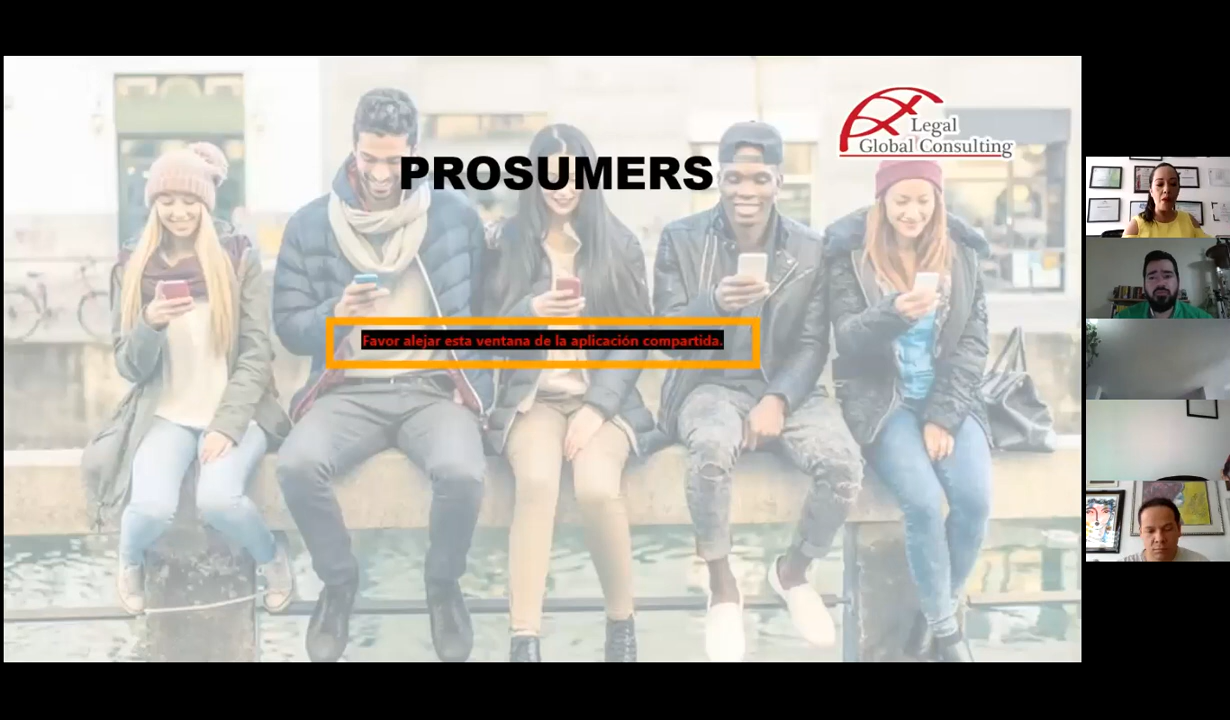 PROSUMERS
Legal
Global Consulting
Favor alejar esta ventana de la aplicación compartida.